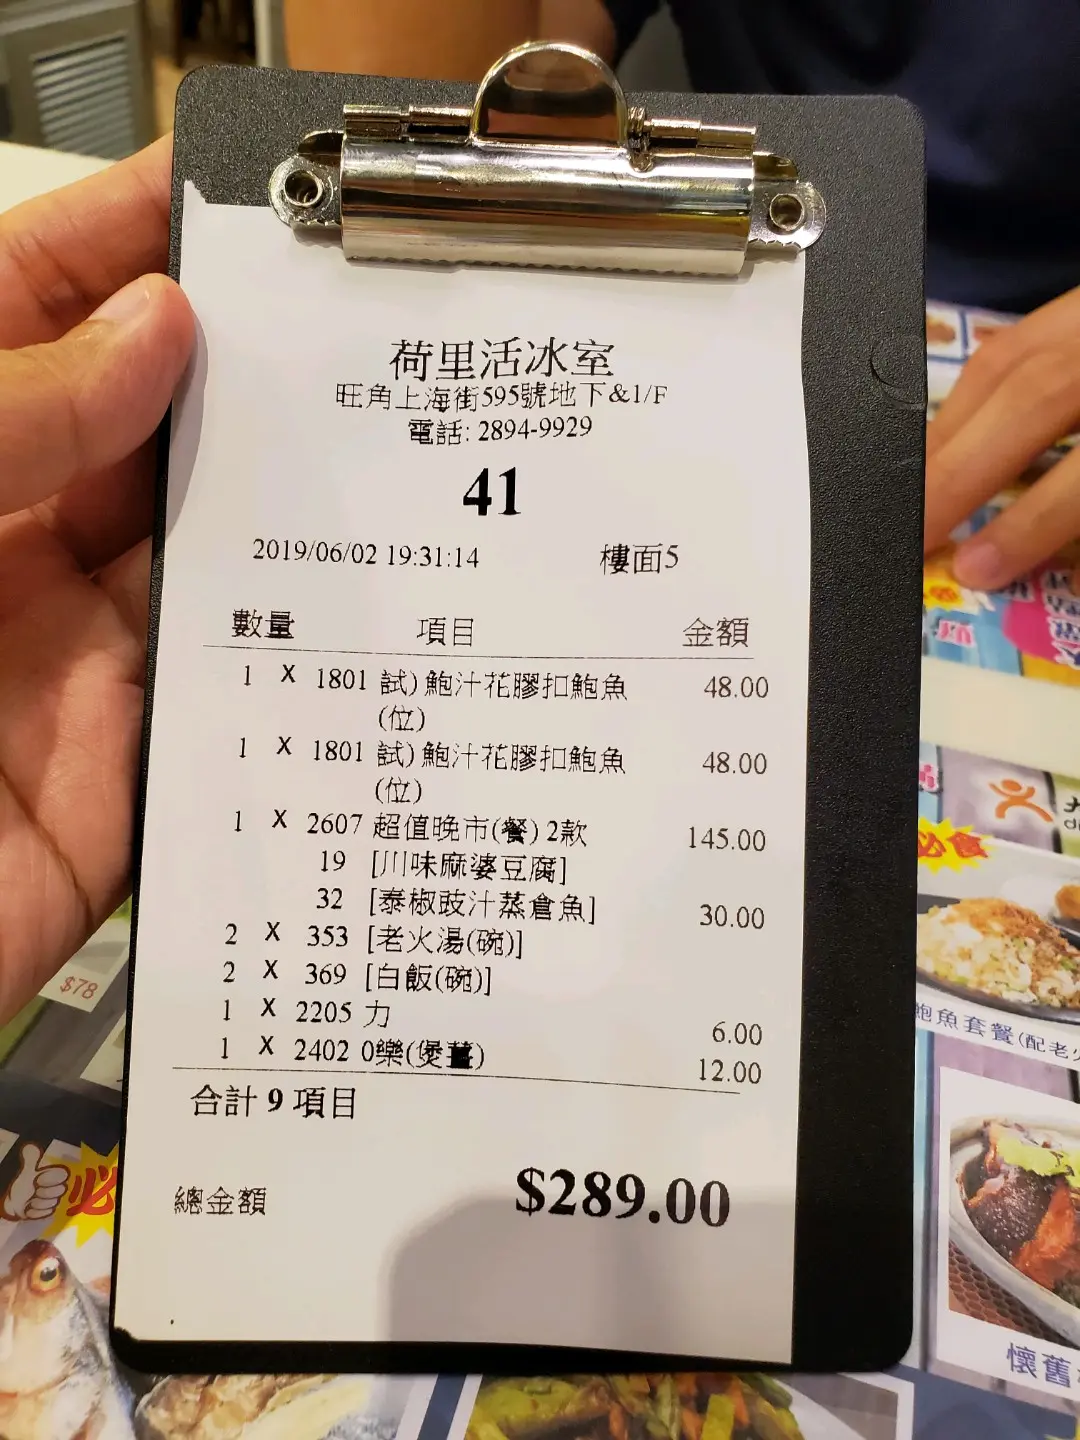 荷里活冰室
旺角上海街595號地下&1/F
電話: 2894-9929
41
2019/06/02 19:31:14 樓面5
數量 項目 金額
1 X 1801 試) 鮑汁花膠扣鮑魚 48.00
(位)
1 X 1801 試) 鮑汁花膠扣鮑魚 48.00
(位)
1 X 2607 超值晚市(餐) 2款 145.00
19 [川味麻婆豆腐]
32 [泰椒豉汁蒸倉魚] 30.00
2 X 353 [老火湯(碗)]
2 X 369 [白飯(碗)]
1 X 2205 力 6.00
1 X 2402 0樂(煲薑) 12.00
合計 9 項目
總金額 $289.00
$78
必
必食
鮑魚套餐(配老
懷舊